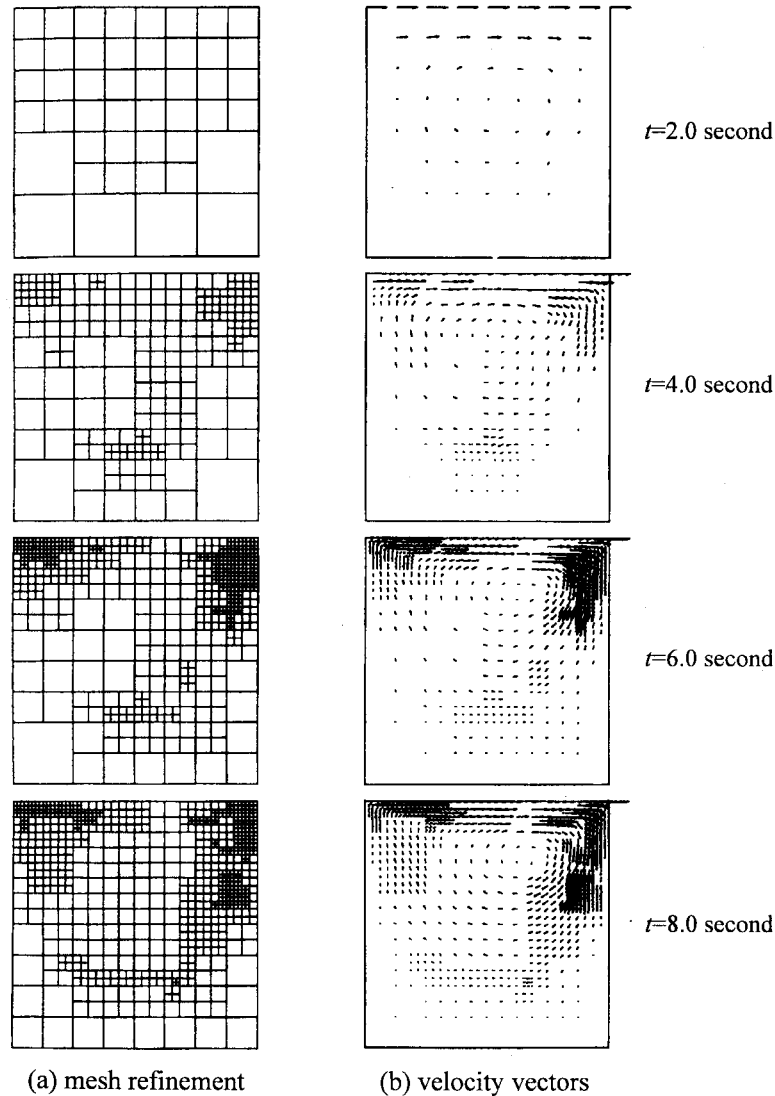 t=2.0 second
t=4.0 second
t=6.0 second
t=8.0 second
(a) mesh refinement
(b) velocity vectors